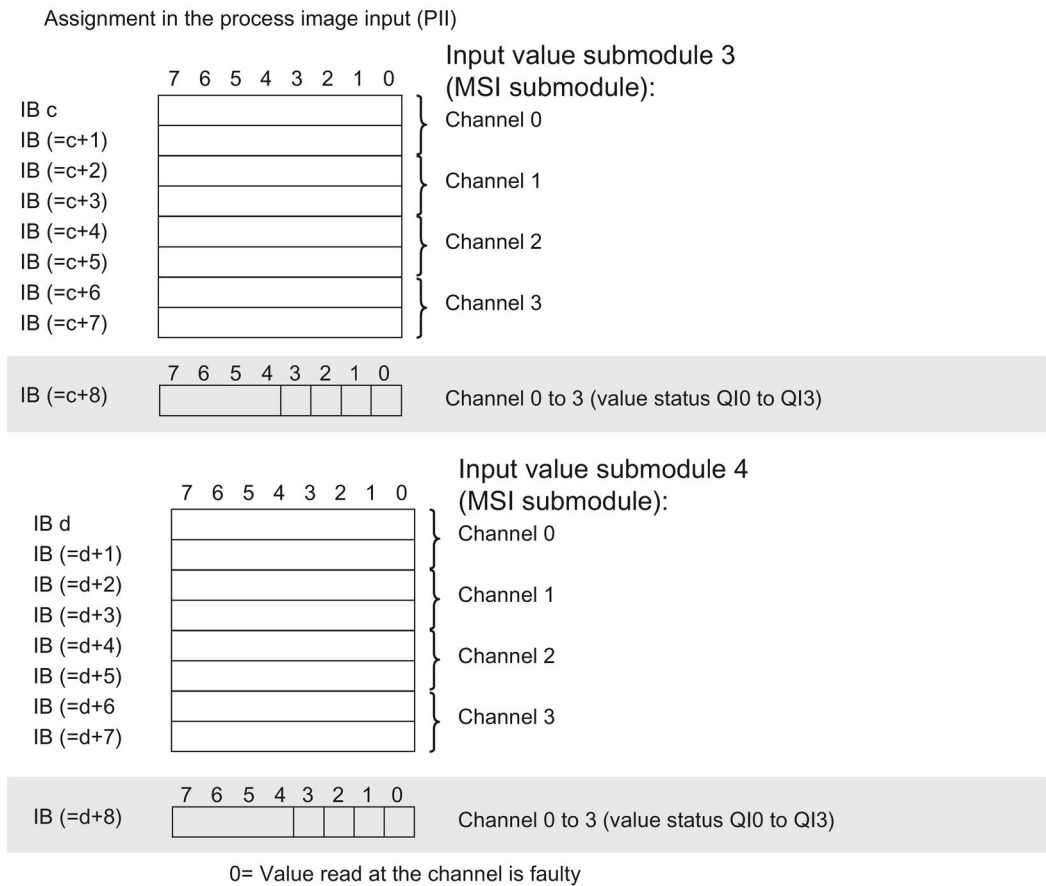 Assignment in the process image input (PII)
Input value submodule 3
(MSI submodule):
7 6 5 4 3 2 1 0
IB c
Channel 0
IB (=c+1)
IB (=c+2)
Channel 1
IB (=c+3)
IB (=c+4)
Channel 2
IB (=c+5)
IB (=c+6
Channel 3
IB (=c+7)
7 6 5 4 3 2 1 0
IB (=c+8) Channel 0 to 3 (value status QI0 to QI3)
Input value submodule 4
(MSI submodule):
7 6 5 4 3 2 1 0
IB d
Channel 0
IB (=d+1)
IB (=d+2)
Channel 1
IB (=d+3)
IB (=d+4)
Channel 2
IB (=d+5)
IB (=d+6
Channel 3
IB (=d+7)
7 6 5 4 3 2 1 0
IB (=d+8) Channel 0 to 3 (value status QI0 to QI3)
0= Value read at the channel is faulty